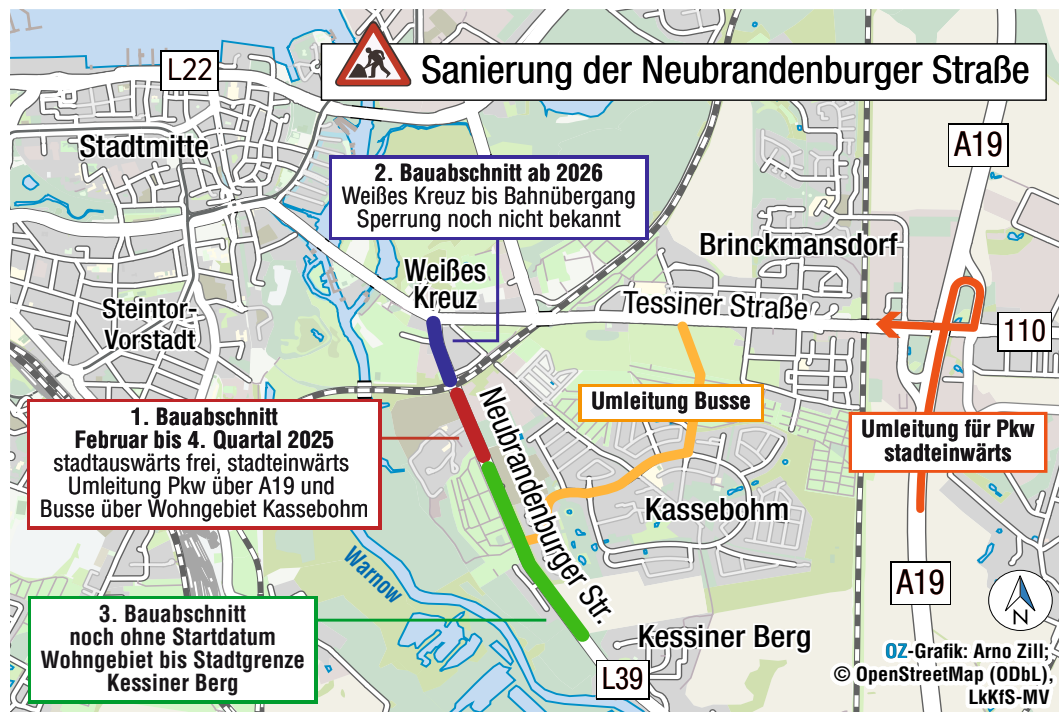 Sanierung der Neubrandenburger Straße
L22
Stadtmitte
A19
2. Bauabschnitt ab 2026
Weißes Kreuz bis Bahnübergang
Sperrung noch nicht bekannt
Brinckmansdorf
Weißes
Kreuz
Tessiner Straße
Steintor-
Vorstadt
110
Umleitung Busse
1. Bauabschnitt
Februar bis 4. Quartal 2025
stadtauswärts frei, stadteinwärts
Umleitung Pkw über A19 und
Busse über Wohngebiet Kassebohm
Neubrandenburger Str.
Umleitung für Pkw
stadteinwärts
Kassebohm
Warnow
A19
N
3. Bauabschnitt
noch ohne Startdatum
Wohngebiet bis Stadtgrenze
Kessiner Berg
Kessiner Berg
L39
OZ-Grafik: Arno Zill;
© OpenStreetMap (ODbL),
LkKfS-MV